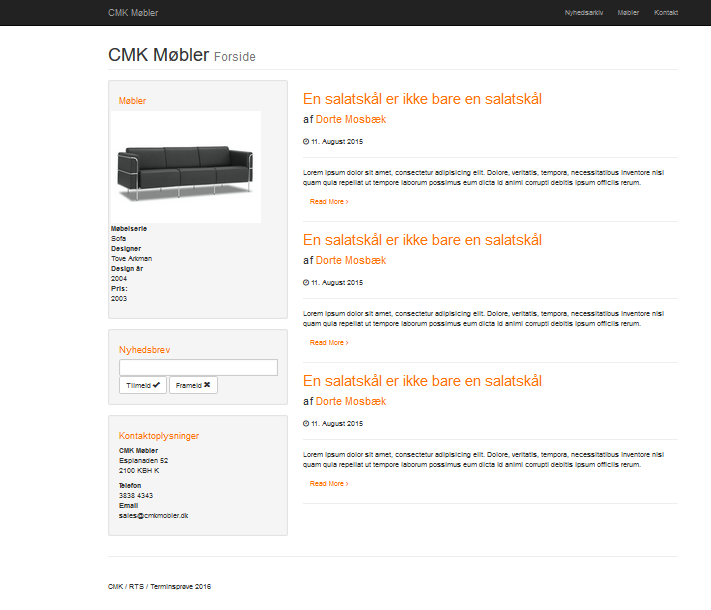 CMK Møbler
Nyhedsarkiv Møbler Kontakt
CMK Møbler Forside
Møbler
Møbelserie
Sofa
Designer
Tove Arkman
Design år
2004
Pris:
2003
Nyhedsbrev
Tilmeld
Frameld
Kontaktoplysninger
CMK Møbler
Esplanaden 52
2100 KBH K
Telefon
3838 4343
Email
sales@cmkmobler.dk
En salatskål er ikke bare en salatskål
af Dorte Mosbæk
11. August 2015
Lorem ipsum dolor sit amet, consectetur adipisicing elit. Dolore, veritatis, tempora, necessitatibus inventore nisi
quam quia repellat ut tempore laborum possimus eum dicta id animi corrupti debitis ipsum officiis rerum.
Read More ›
En salatskål er ikke bare en salatskål
af Dorte Mosbæk
11. August 2015
Lorem ipsum dolor sit amet, consectetur adipisicing elit. Dolore, veritatis, tempora, necessitatibus inventore nisi
quam quia repellat ut tempore laborum possimus eum dicta id animi corrupti debitis ipsum officiis rerum.
Read More ›
En salatskål er ikke bare en salatskål
af Dorte Mosbæk
11. August 2015
Lorem ipsum dolor sit amet, consectetur adipisicing elit. Dolore, veritatis, tempora, necessitatibus inventore nisi
quam quia repellat ut tempore laborum possimus eum dicta id animi corrupti debitis ipsum officiis rerum.
Read More ›
CMK / RTS / Terminsprøve 2016